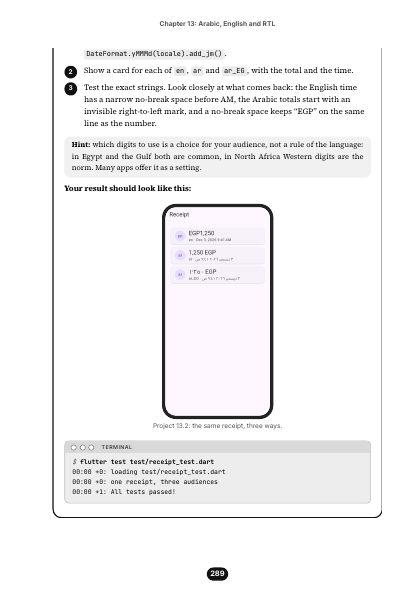 Chapter 13: Arabic, English and RTL
DateFormat.yMMMd(locale).add_jm().
2 Show a card for each of en, ar and ar_EG, with the total and the time.
3 Test the exact strings. Look closely at what comes back: the English time
has a narrow no-break space before AM, the Arabic totals start with an
invisible right-to-left mark, and a no-break space keeps “EGP” on the same
line as the number.
Hint: which digits to use is a choice for your audience, not a rule of the language:
in Egypt and the Gulf both are common, in North Africa Western digits are the
norm. Many apps offer it as a setting.
Your result should look like this:
Receipt
EGP1,250
1,250 EGP
EGP
Project 13.2: the same receipt, three ways.
TERMINAL
$ flutter test test/receipt_test.dart
00:00 +0: loading test/receipt_test.dart
00:00 +0: one receipt, three audiences
00:00 +1: All tests passed!
289